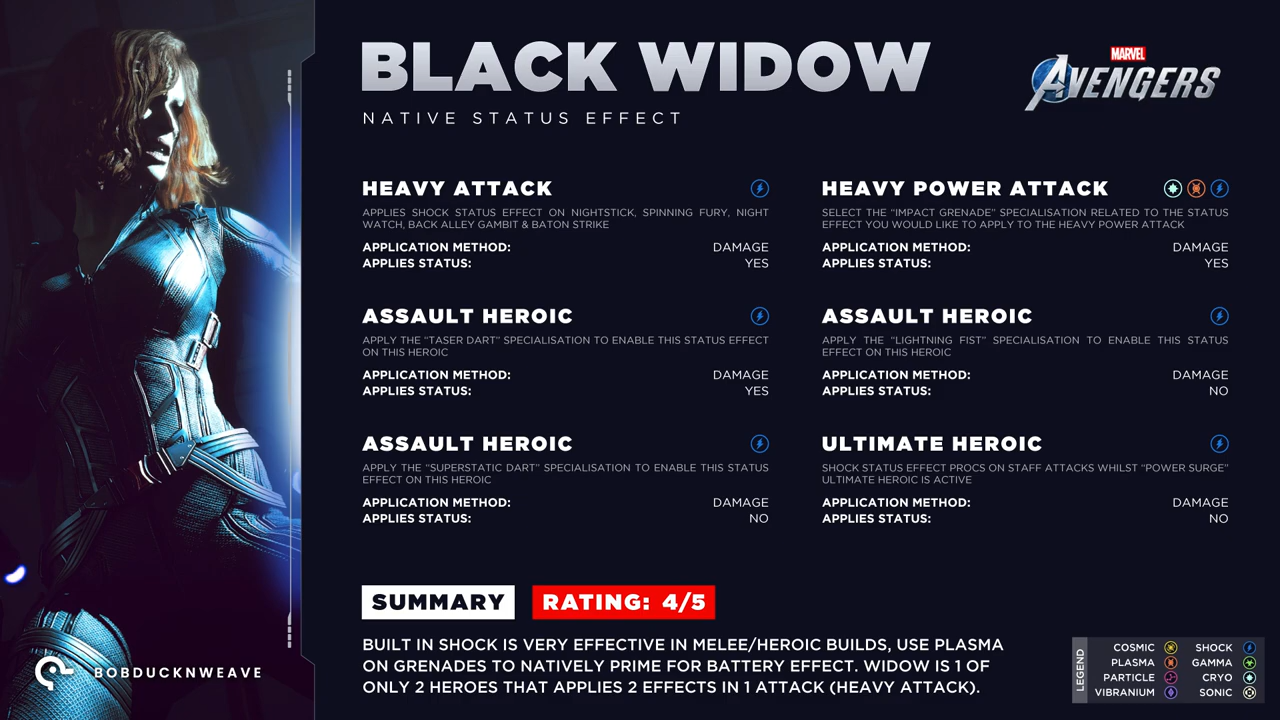 BLACK WIDOW
NATIVE STATUS EFFECT
MARVEL
AVENGERS
HEAVY ATTACK
APPLIES SHOCK STATUS EFFECT ON NIGHTSTICK, SPINNING FURY, NIGHT
WATCH, BACK ALLEY GAMBIT & BATON STRIKE
APPLICATION METHOD: DAMAGE
APPLIES STATUS: YES
HEAVY POWER ATTACK
SELECT THE "IMPACT GRENADE" SPECIALISATION RELATED TO THE STATUS
EFFECT YOU WOULD LIKE TO APPLY TO THE HEAVY POWER ATTACK
APPLICATION METHOD: DAMAGE
APPLIES STATUS: YES
ASSAULT HEROIC
APPLY THE "TASER DART" SPECIALISATION TO ENABLE THIS STATUS EFFECT
ON THIS HEROIC
APPLICATION METHOD: DAMAGE
APPLIES STATUS: YES
ASSAULT HEROIC
APPLY THE "LIGHTNING FIST" SPECIALISATION TO ENABLE THIS STATUS
EFFECT ON THIS HEROIC
APPLICATION METHOD: DAMAGE
APPLIES STATUS: NO
ASSAULT HEROIC
APPLY THE "SUPERSTATIC DART" SPECIALISATION TO ENABLE THIS STATUS
EFFECT ON THIS HEROIC
APPLICATION METHOD: DAMAGE
APPLIES STATUS: NO
ULTIMATE HEROIC
SHOCK STATUS EFFECT PROCS ON STAFF ATTACKS WHILST "POWER SURGE"
ULTIMATE HEROIC IS ACTIVE
APPLICATION METHOD: DAMAGE
APPLIES STATUS: NO
SUMMARY
RATING: 4/5
BUILT IN SHOCK IS VERY EFFECTIVE IN MELEE/HEROIC BUILDS, USE PLASMA
ON GRENADES TO NATIVELY PRIME FOR BATTERY EFFECT. WIDOW IS 1 OF
ONLY 2 HEROES THAT APPLIES 2 EFFECTS IN 1 ATTACK (HEAVY ATTACK).
BOBDUCKNWEAVE
LEGEND
COSMIC SHOCK
PLASMA GAMMA
PARTICLE CRYO
VIBRANIUM SONIC